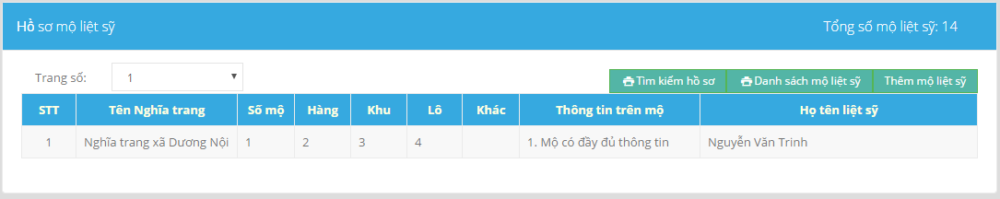 Hồ sơ mộ liệt sỹ Tổng số mộ liệt sỹ: 14
Trang số: 1 Tìm kiếm hồ sơ Danh sách mộ liệt sỹ Thêm mộ liệt sỹ
STT Tên Nghĩa trang Số mộ Hàng Khu Lô Khác Thông tin trên mộ Họ tên liệt sỹ
1 Nghĩa trang xã Dương Nội 1 2 3 4 1. Mộ có đầy đủ thông tin Nguyễn Văn Trinh